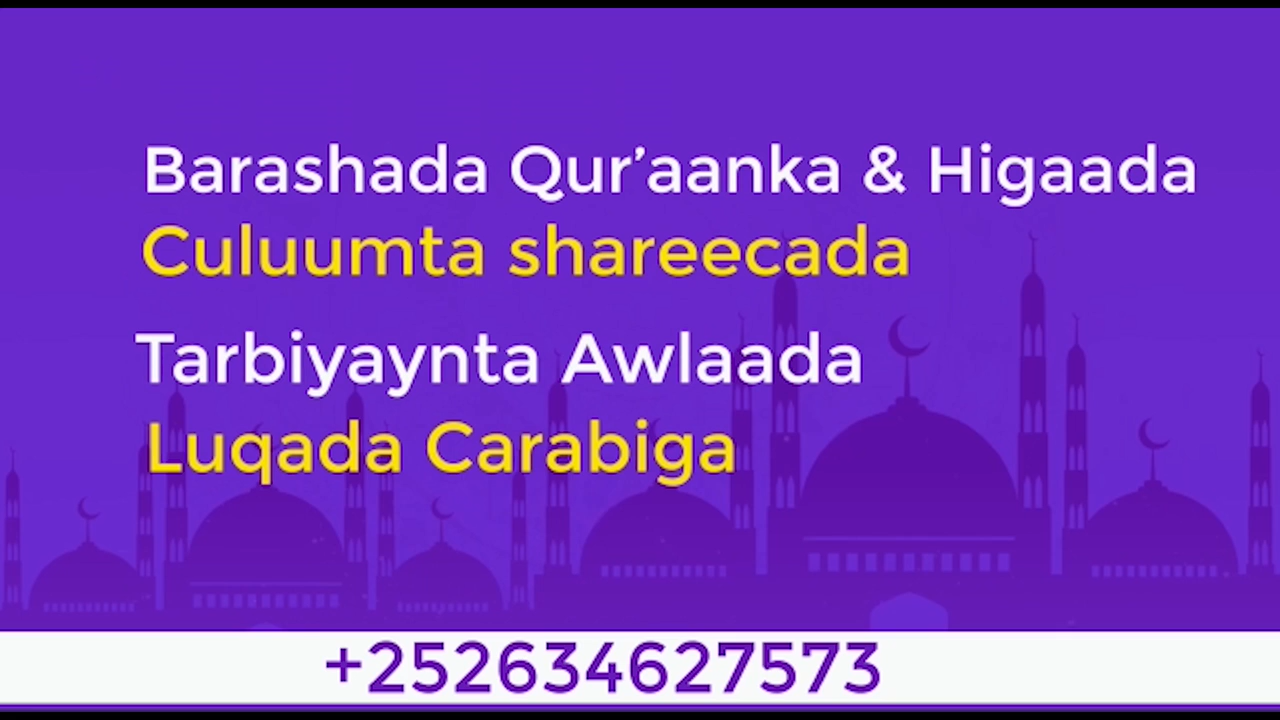 Barashada Qur’aanka & Higaada
Culuumta shareecada
Tarbiyaynta Awlaada
Luqada Carabiga
+252634627573